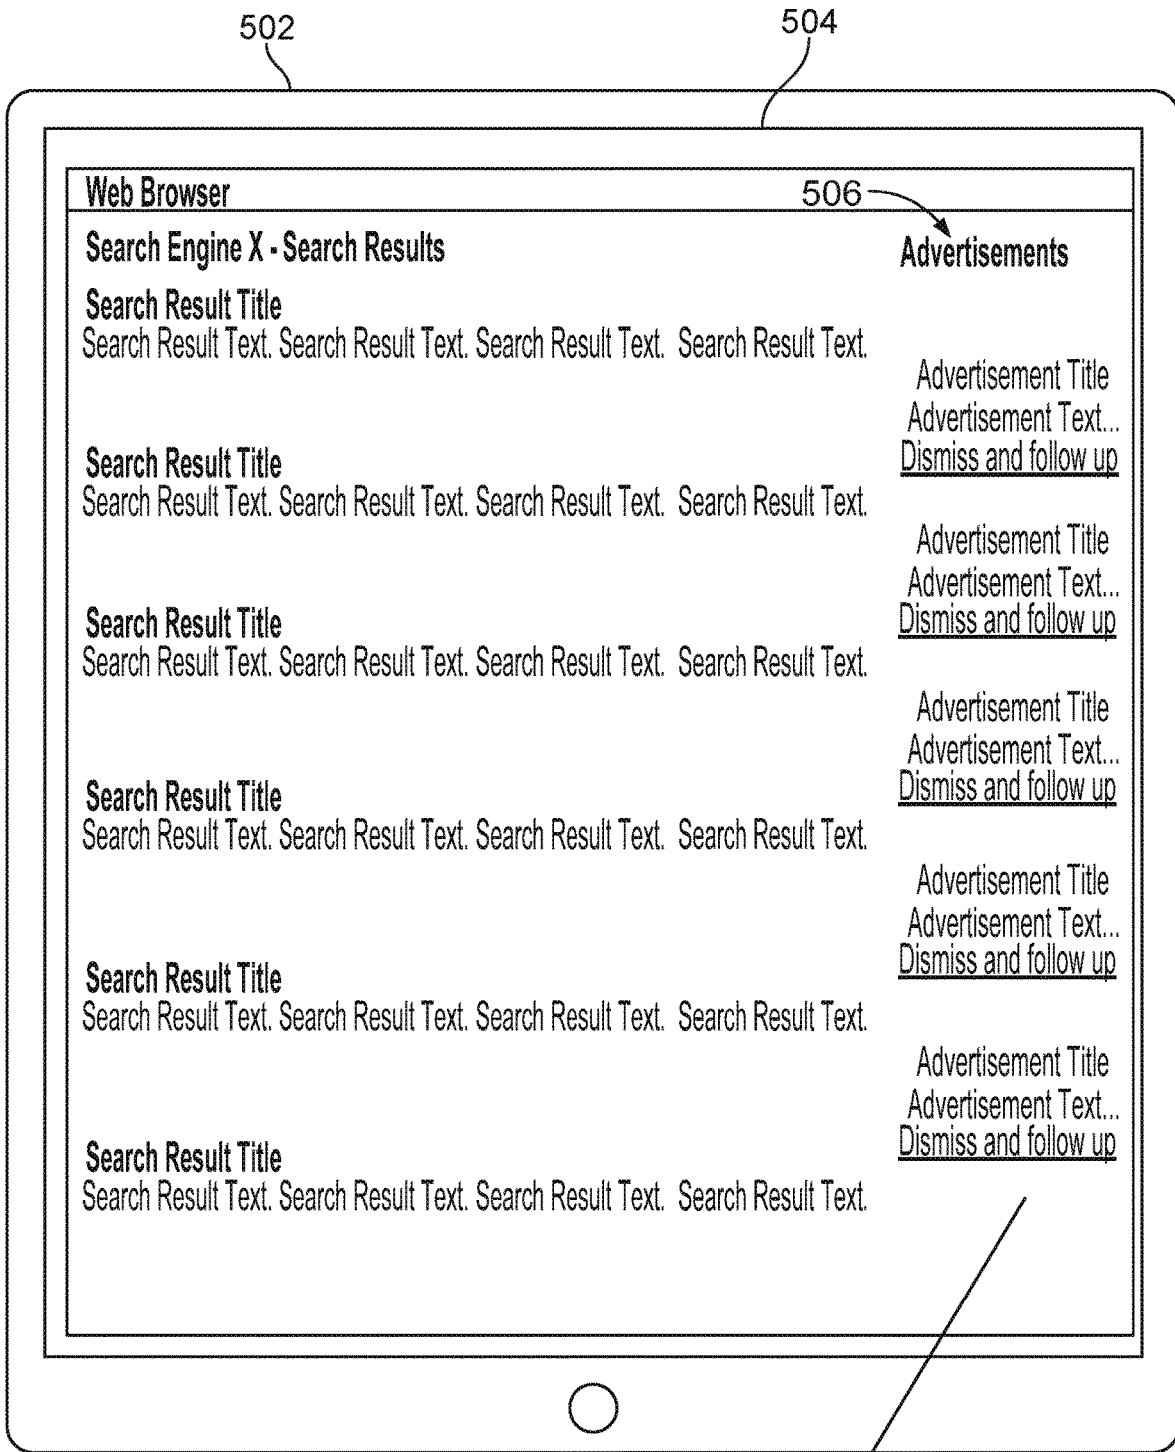 502
504
Web Browser
506
Search Engine X - Search Results
Advertisements
Search Result Title
Search Result Text. Search Result Text. Search Result Text. Search Result Text.
Search Result Title
Search Result Text. Search Result Text. Search Result Text. Search Result Text.
Search Result Title
Search Result Text. Search Result Text. Search Result Text. Search Result Text.
Search Result Title
Search Result Text. Search Result Text. Search Result Text. Search Result Text.
Search Result Title
Search Result Text. Search Result Text. Search Result Text. Search Result Text.
Search Result Title
Search Result Text. Search Result Text. Search Result Text. Search Result Text.
Advertisement Title
Advertisement Text...
Dismiss and follow up
Advertisement Title
Advertisement Text...
Dismiss and follow up
Advertisement Title
Advertisement Text...
Dismiss and follow up
Advertisement Title
Advertisement Text...
Dismiss and follow up
Advertisement Title
Advertisement Text...
Dismiss and follow up